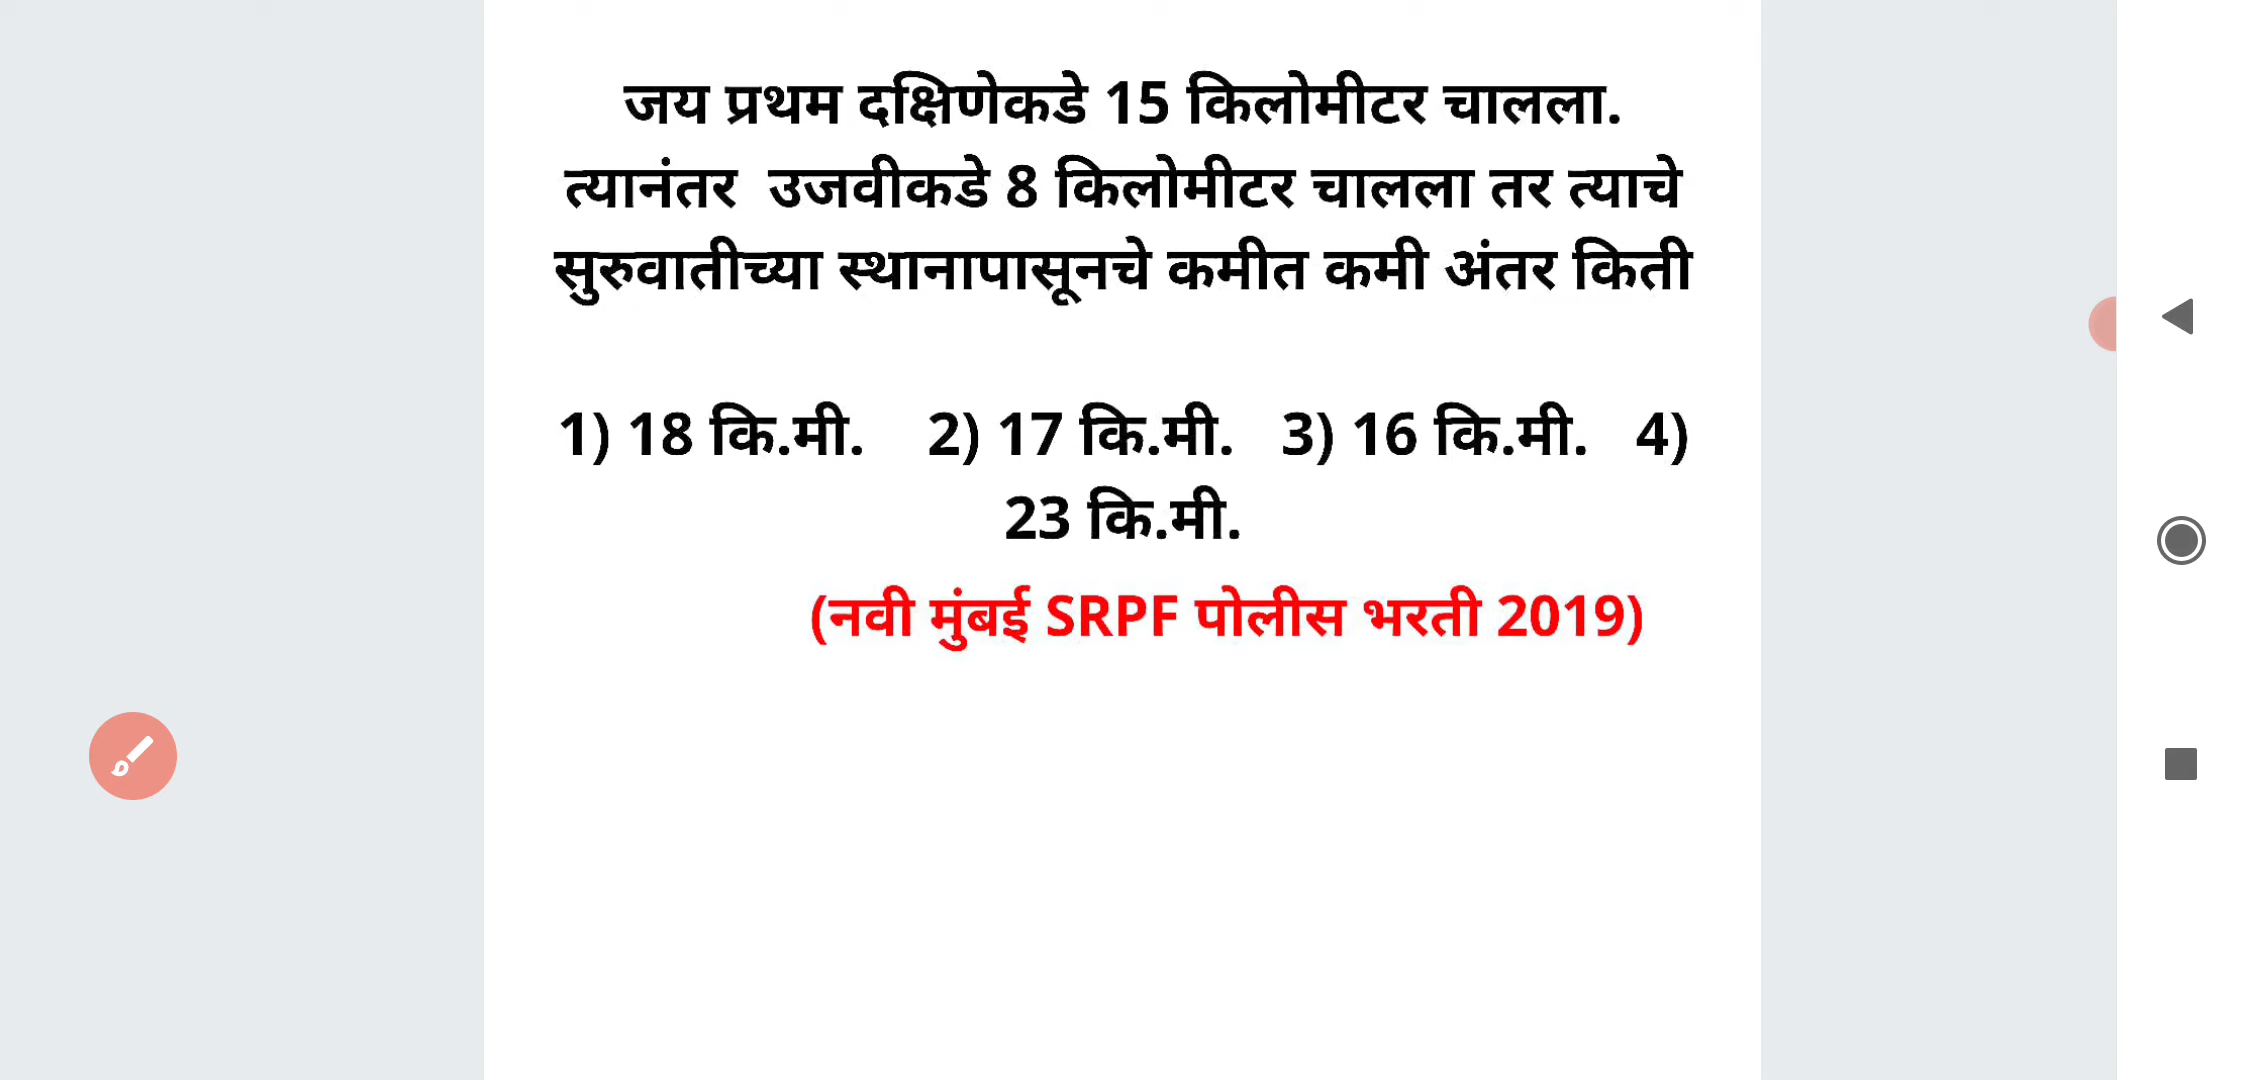 जय प्रथम दक्षिणेकडे 15 किलोमीटर चालला.
त्यानंतर उजवीकडे 8 किलोमीटर चालला तर त्याचे
सुरुवातीच्या स्थानापासूनचे कमीत कमी अंतर किती
1) 18 कि.मी. 2) 17 कि.मी. 3) 16 कि.मी. 4)
23 कि.मी.
(नवी मुंबई SRPF पोलीस भरती 2019)